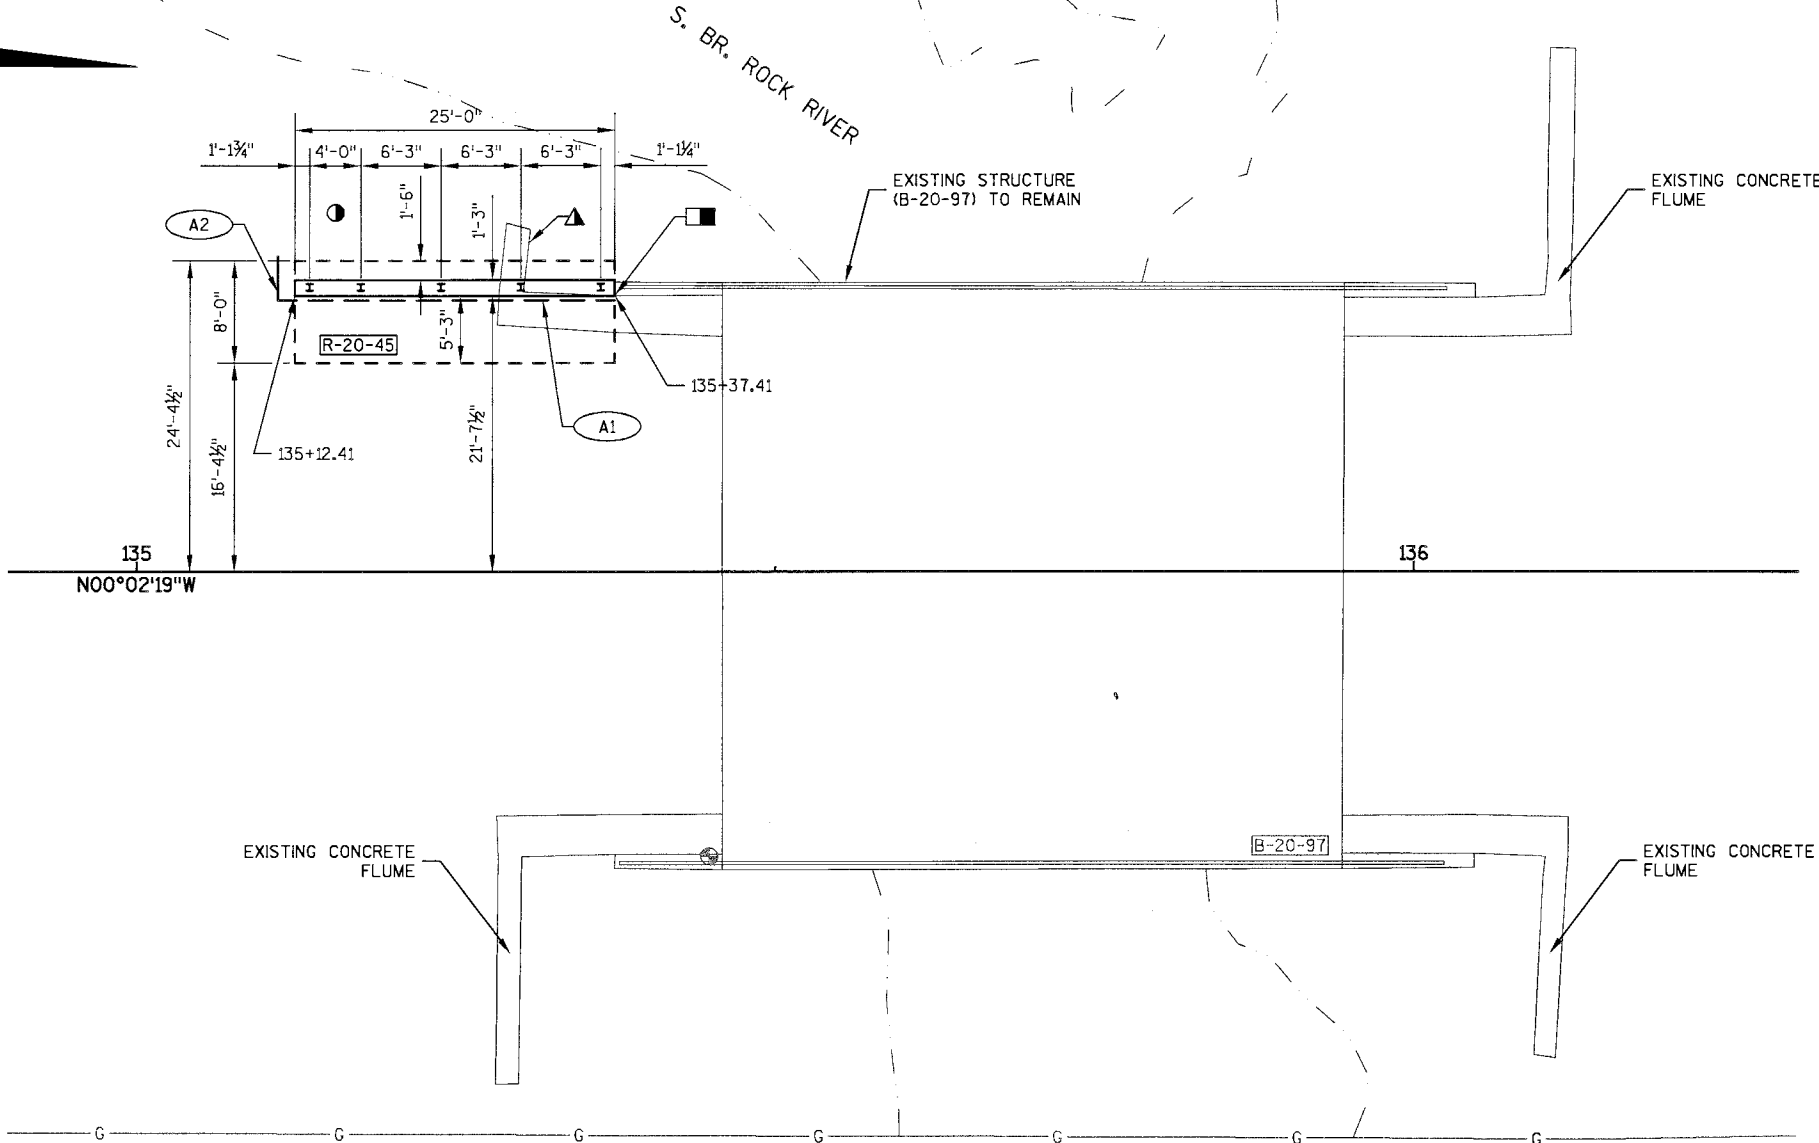 S. BR. ROCK RIVER
25'-0"
1'-1¾"
4'-0"
6'-3"
6'-3"
6'-3"
1'-1¼"
1'-6"
1'-3"
EXISTING STRUCTURE
(B-20-97) TO REMAIN
EXISTING CONCRETE
FLUME
A2
8'-0"
R-20-45
5'-3"
135+37.41
24'-4½"
16'-4½"
135+12.41
21'-7½"
A1
135
136
N00°02'19"W
EXISTING CONCRETE
FLUME
B-20-97
EXISTING CONCRETE
FLUME
G
G
G
G
G
G
G